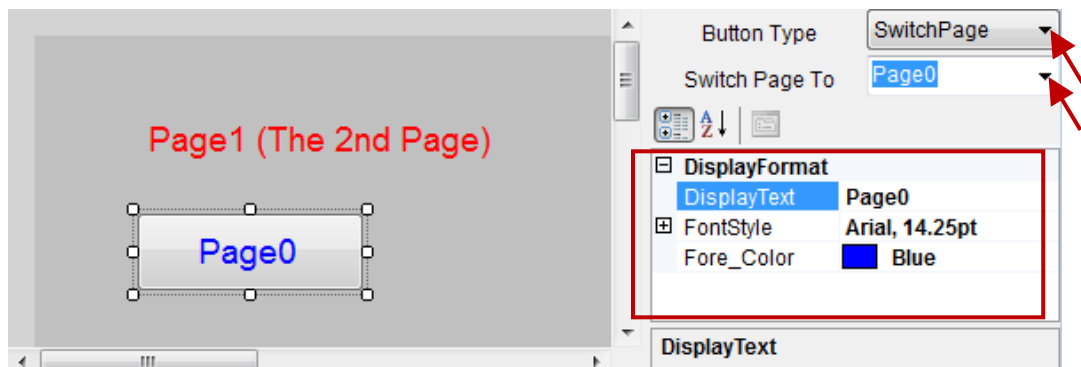 Page1 (The 2nd Page)
Page0
Button Type SwitchPage
Switch Page To Page0
A
Z
DisplayFormat
DisplayText Page0
FontStyle Arial, 14.25pt
Fore_Color Blue
DisplayText